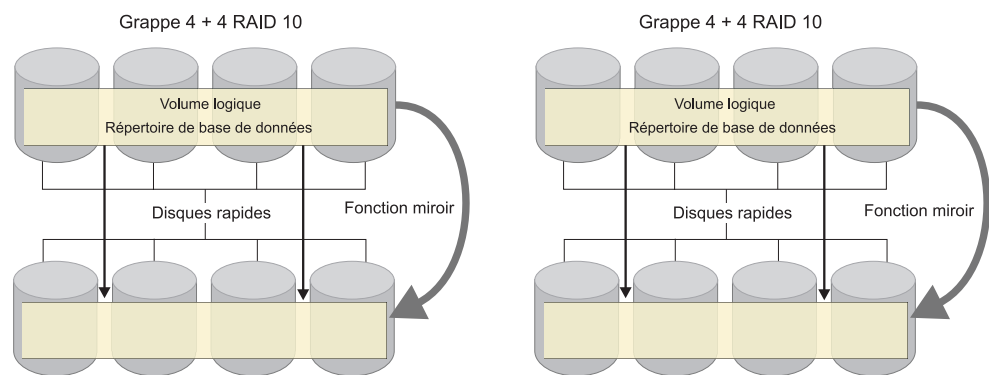 Grappe 4 + 4 RAID 10
Volume logique
Répertoire de base de données
Disques rapides
Fonction miroir
Grappe 4 + 4 RAID 10
Volume logique
Répertoire de base de données
Disques rapides
Fonction miroir